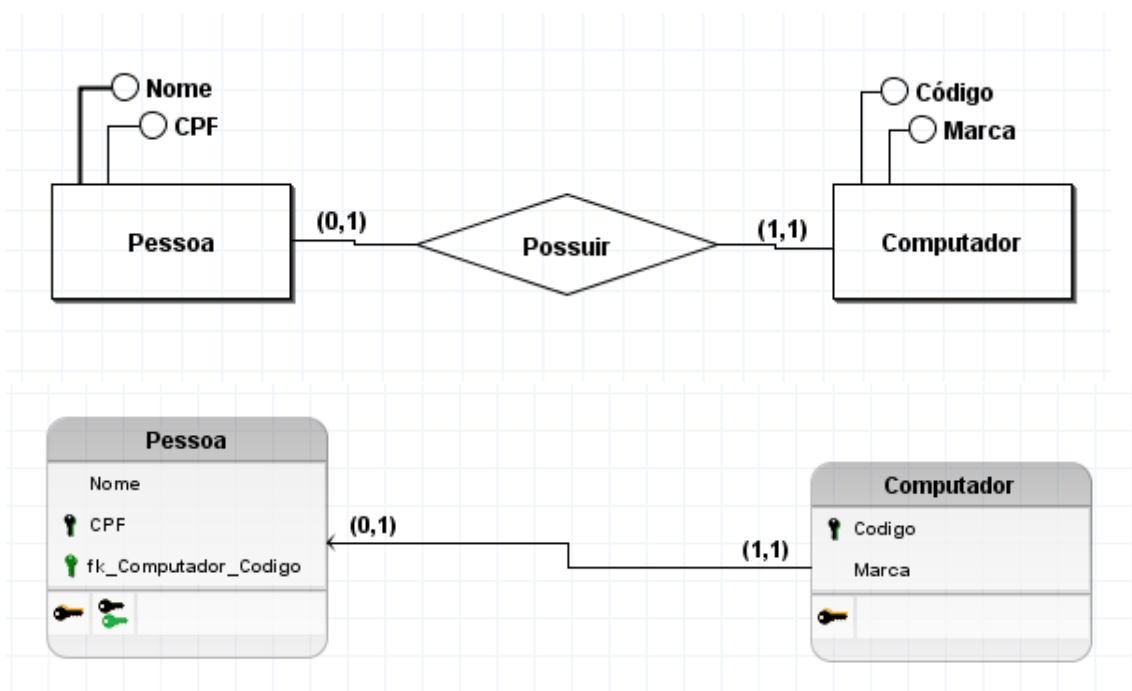 Nome
CPF
Código
Marca
Pessoa
(0,1)
Possuir
(1,1)
Computador
Pessoa
Nome
CPF
fk_Computador_Codigo
(0,1)
(1,1)
Computador
Codigo
Marca